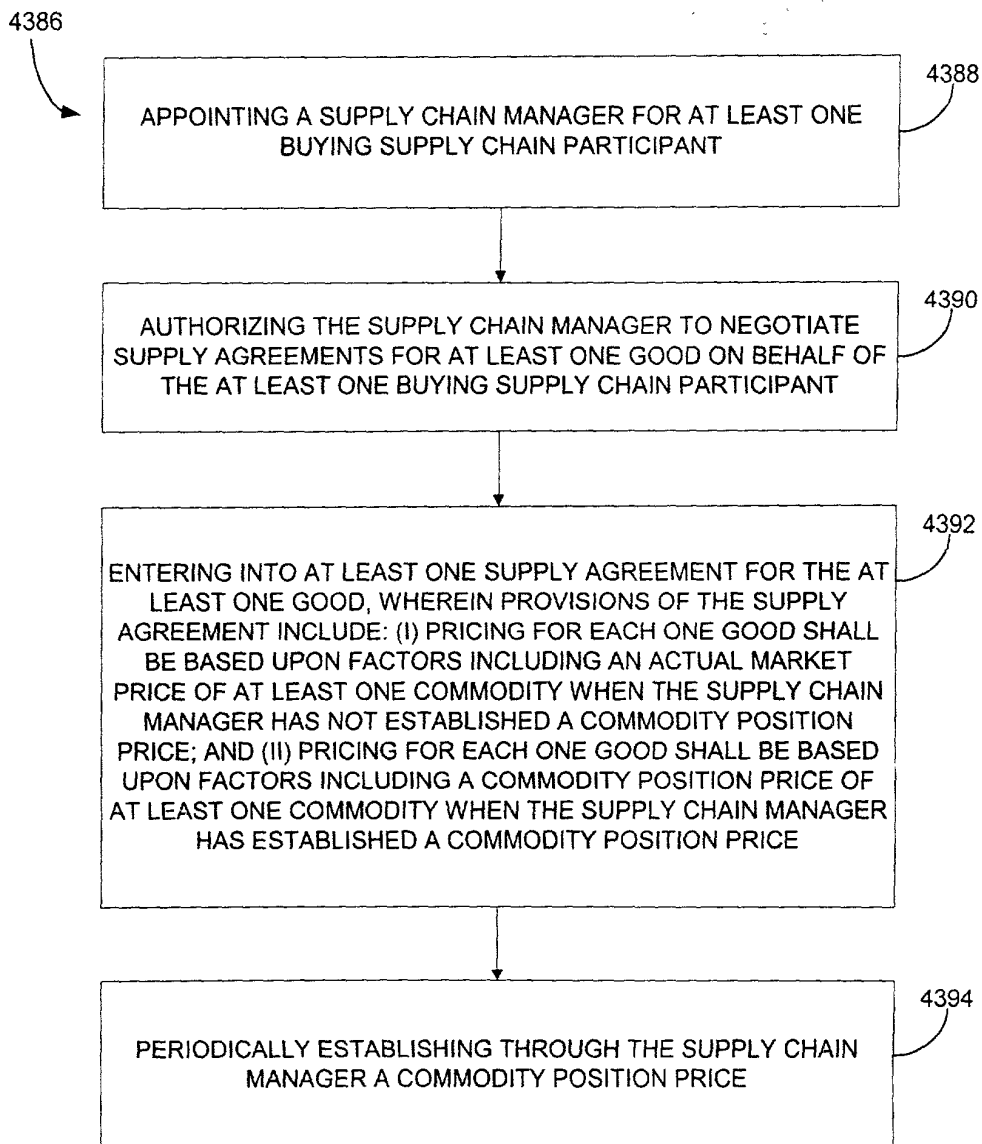 4386
4388
APPOINTING A SUPPLY CHAIN MANAGER FOR AT LEAST ONE
BUYING SUPPLY CHAIN PARTICIPANT
4390
AUTHORIZING THE SUPPLY CHAIN MANAGER TO NEGOTIATE
SUPPLY AGREEMENTS FOR AT LEAST ONE GOOD ON BEHALF OF
THE AT LEAST ONE BUYING SUPPLY CHAIN PARTICIPANT
4392
ENTERING INTO AT LEAST ONE SUPPLY AGREEMENT FOR THE AT
LEAST ONE GOOD, WHEREIN PROVISIONS OF THE SUPPLY
AGREEMENT INCLUDE: (I) PRICING FOR EACH ONE GOOD SHALL
BE BASED UPON FACTORS INCLUDING AN ACTUAL MARKET
PRICE OF AT LEAST ONE COMMODITY WHEN THE SUPPLY CHAIN
MANAGER HAS NOT ESTABLISHED A COMMODITY POSITION
PRICE; AND (II) PRICING FOR EACH ONE GOOD SHALL BE BASED
UPON FACTORS INCLUDING A COMMODITY POSITION PRICE OF
AT LEAST ONE COMMODITY WHEN THE SUPPLY CHAIN MANAGER
HAS ESTABLISHED A COMMODITY POSITION PRICE
4394
PERIODICALLY ESTABLISHING THROUGH THE SUPPLY CHAIN
MANAGER A COMMODITY POSITION PRICE